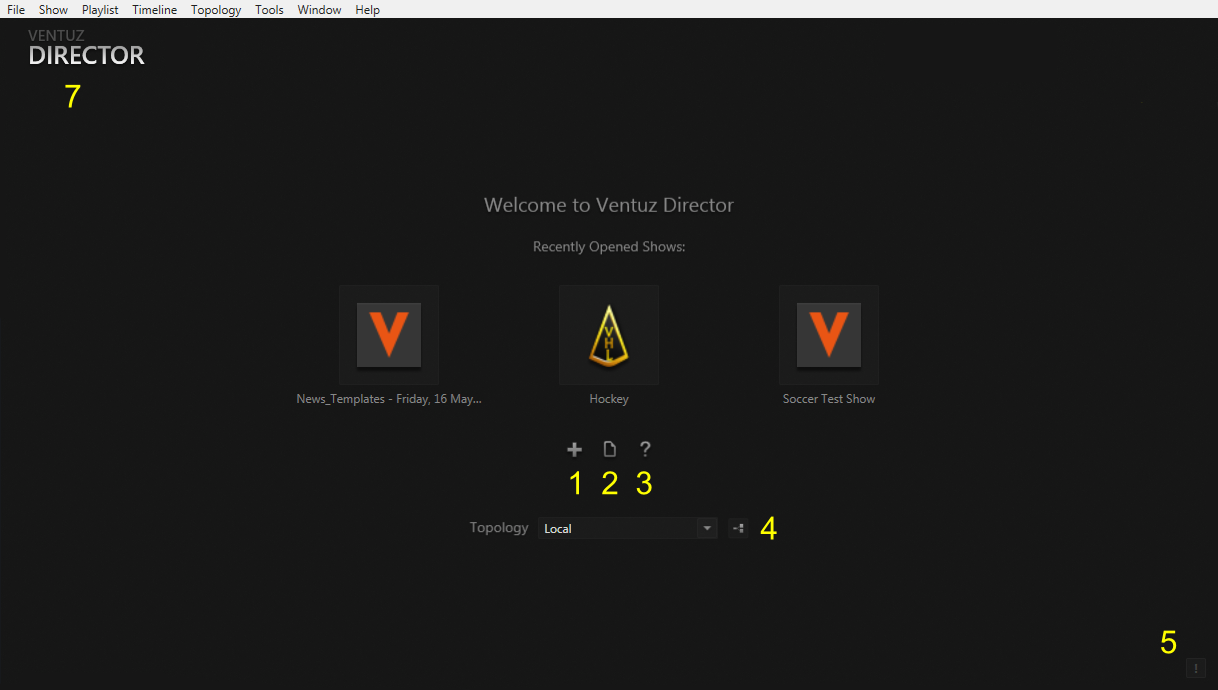 File Show Playlist Timeline Topology Tools Window Help
VENTUZ
DIRECTOR
7
Welcome to Ventuz Director
Recently Opened Shows:
V VHL V
News_Templates - Friday, 16 May... Hockey Soccer Test Show
?
1 2 3
Topology Local 4
5
!